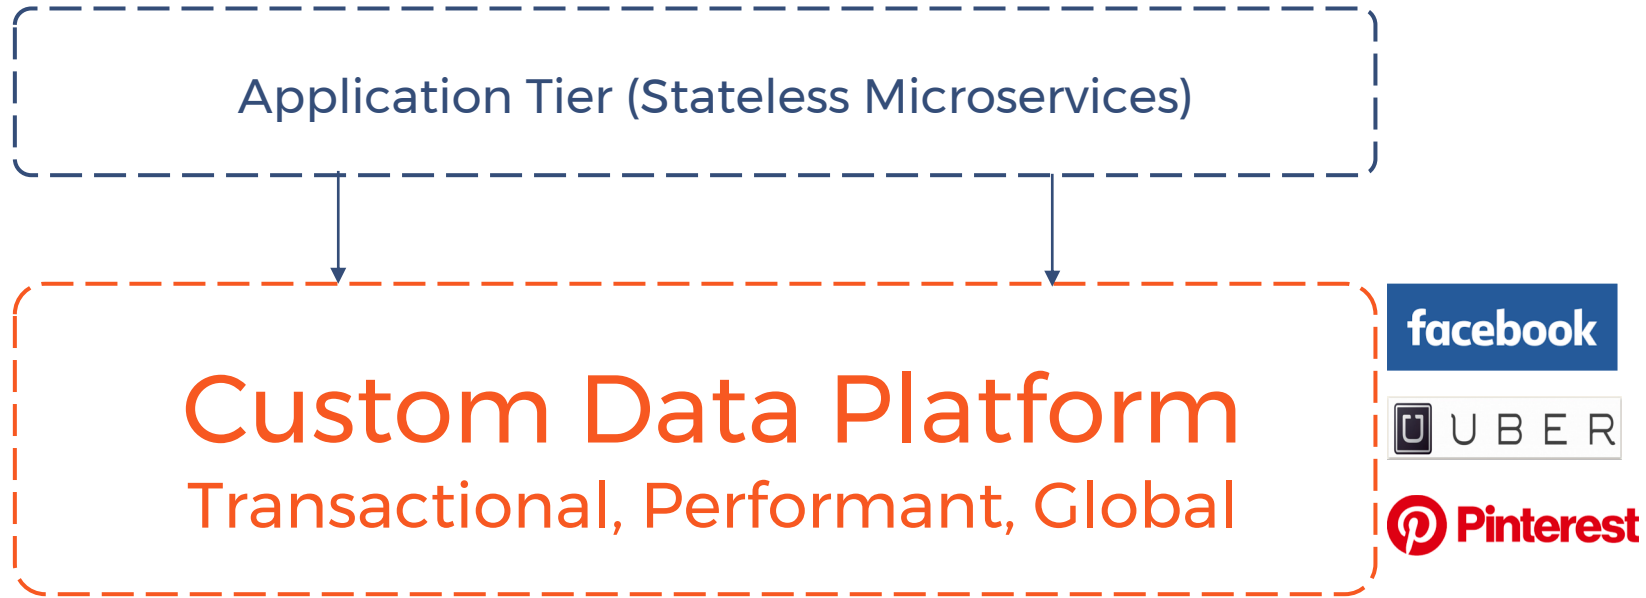 Application Tier (Stateless Microservices)
Custom Data Platform
Transactional, Performant, Global
facebook
UBER
Pinterest